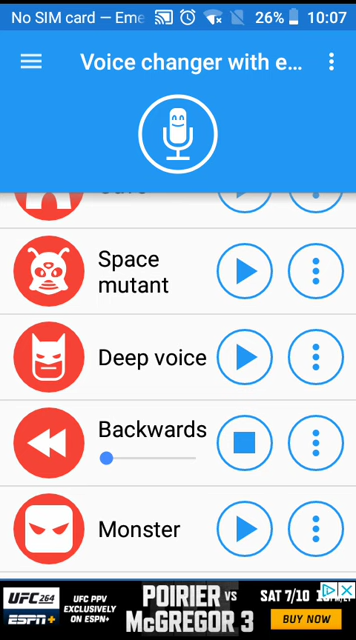 No SIM card — Eme
26%
10:07
Voice changer with e...
Space
mutant
Deep voice
Backwards
Monster
UFC 264
ESPN+
UFC PPV
EXCLUSIVELY
ON ESPN+
POIRIER VS
McGREGOR 3
SAT 7/10
BUY NOW